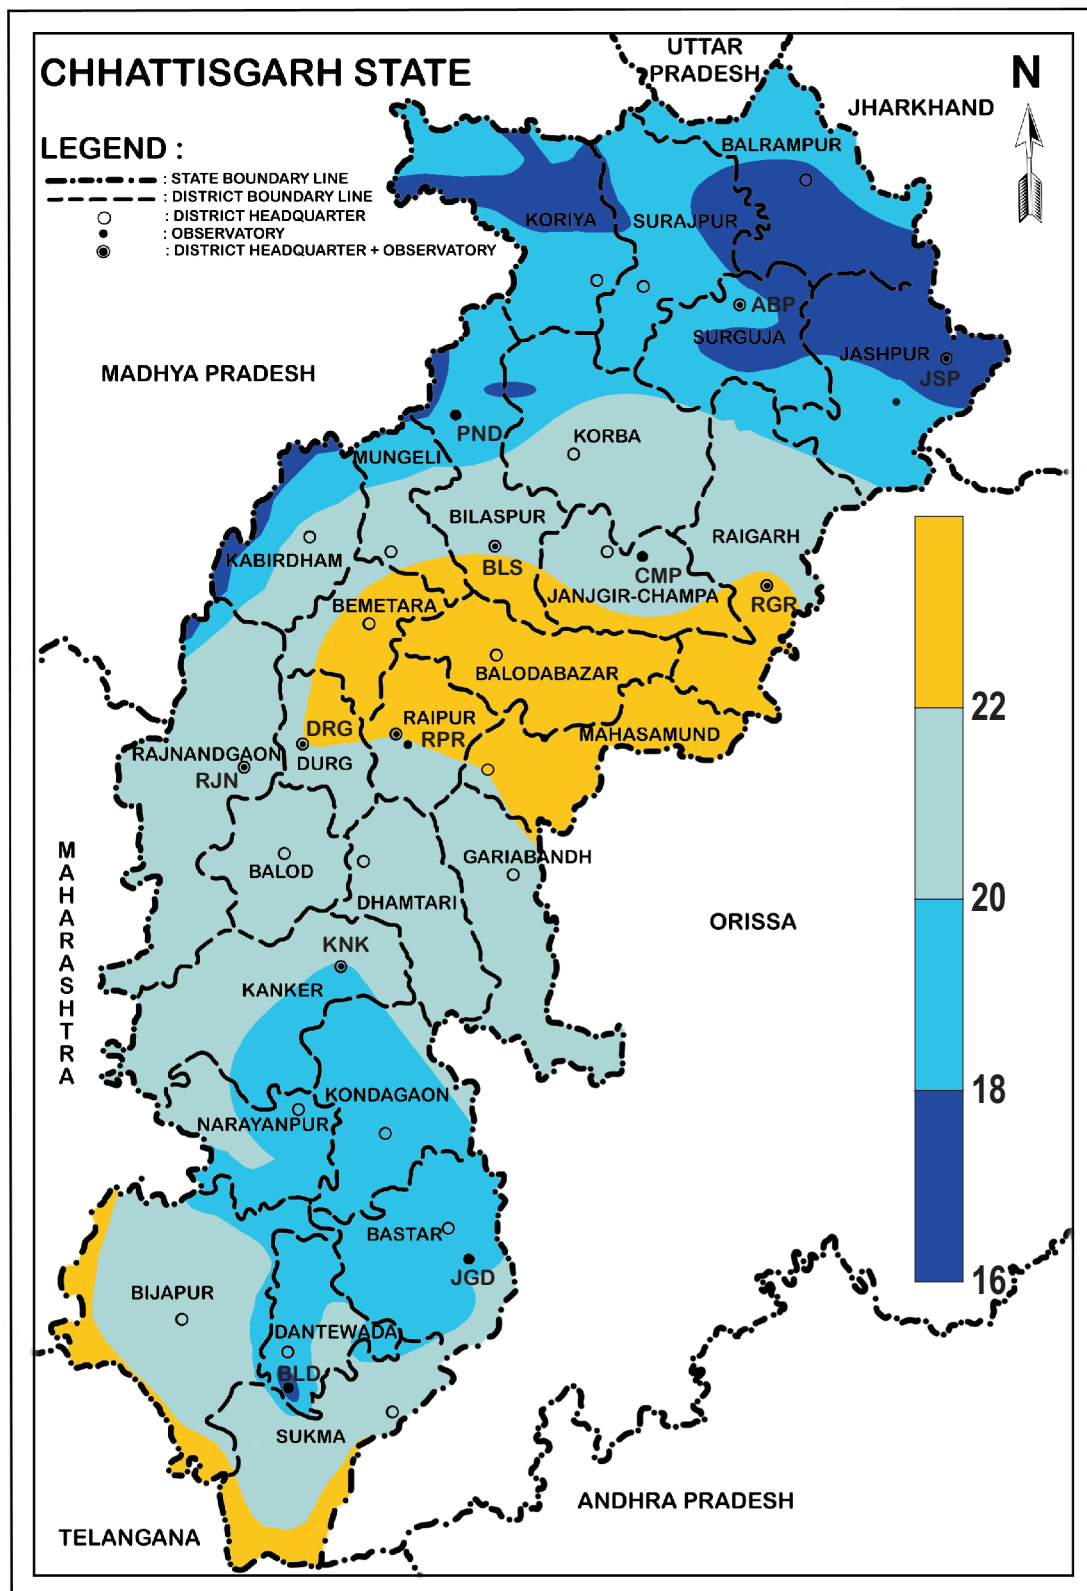 CHHATTISGARH STATE
LEGEND :
: STATE BOUNDARY LINE
: DISTRICT BOUNDARY LINE
: DISTRICT HEADQUARTER
: OBSERVATORY
: DISTRICT HEADQUARTER + OBSERVATORY
UTTAR
PRADESH
N
JHARKHAND
BALRAMPUR
KORIYA
SURAJPUR
ABP
SURGUJA
JASHPUR
JSP
MADHYA PRADESH
PND
KORBA
MUNGELI
BILASPUR
RAIGARH
KABIRDHAM
BLS
CMP
JANJGIR-CHAMPA
RGR
BEMETARA
BALODABAZAR
DRG
RAIPUR
RPR
MAHASAMUND
RAJNANDGAON
RJN
DURG
22
MAHARASHTRA
BALOD
GARIABANDH
DHAMTARI
20
ORISSA
KNK
KANKER
KONDAGAON
NARAYANPUR
18
BASTAR
JGD
16
BIJAPUR
DANTEWADA
BLD
SUKMA
ANDHRA PRADESH
TELANGANA